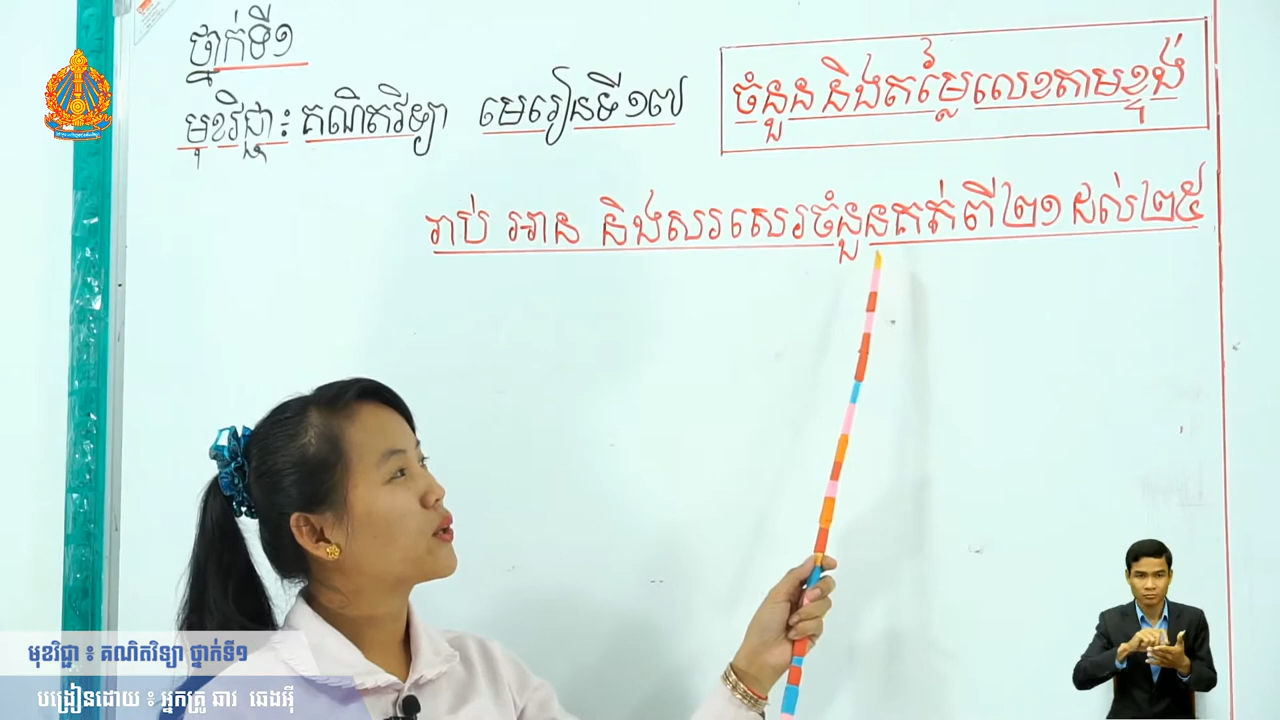 ថ្នាក់ទី១
មុខវិជ្ជា៖ គណិតវិទ្យា មេរៀនទី១៧
ចំនួន និងតម្លៃលេខតាមខ្ទង់
រាប់ អាន និងសរសេរចំនួនគត់ពី ២១ ដល់ ២៥
មុខវិជ្ជា ៖ គណិតវិទ្យា ថ្នាក់ទី១
បង្រៀនដោយ ៖ អ្នកគ្រូ ឆាវ ឆេងអ៊ី